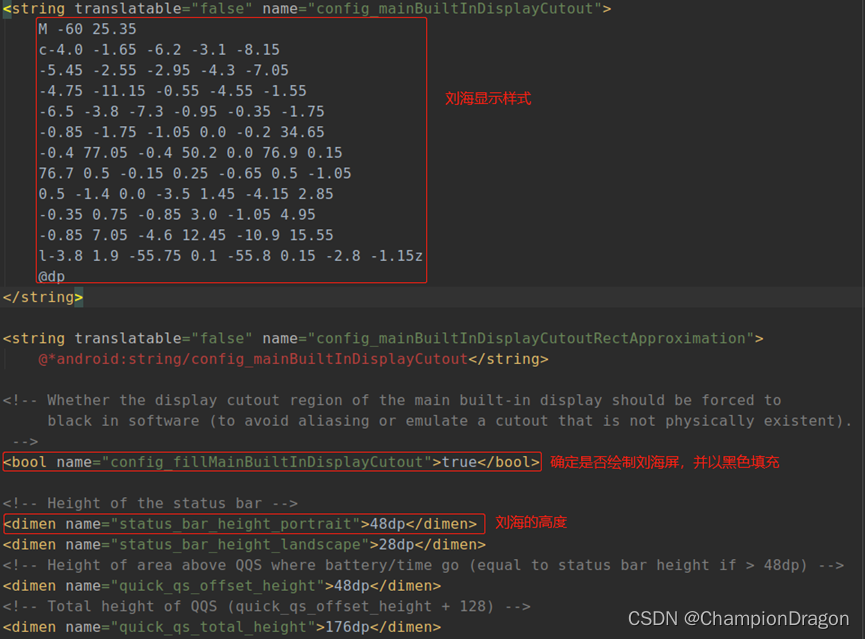 <string translatable="false" name="config_mainBuiltInDisplayCutout">
M -60 25.35
c-4.0 -1.65 -6.2 -3.1 -8.15
-5.45 -2.55 -2.95 -4.3 -7.05
-4.75 -11.15 -0.55 -4.55 -1.55
刘海显示样式
-6.5 -3.8 -7.3 -0.95 -0.35 -1.75
-0.85 -1.75 -1.05 0.0 -0.2 34.65
-0.4 77.05 -0.4 50.2 0.0 76.9 0.15
76.7 0.5 -0.15 0.25 -0.65 0.5 -1.05
0.5 -1.4 0.0 -3.5 1.45 -4.15 2.85
-0.35 0.75 -0.85 3.0 -1.05 4.95
-0.85 7.05 -4.6 12.45 -10.9 15.55
l-3.8 1.9 -55.75 0.1 -55.8 0.15 -2.8 -1.15z
@dp
</string>
<string translatable="false" name="config_mainBuiltInDisplayCutoutRectApproximation">
@*android:string/config_mainBuiltInDisplayCutout</string>
<!-- Whether the display cutout region of the main built-in display should be forced to
black in software (to avoid aliasing or emulate a cutout that is not physically existent).
-->
<bool name="config_fillMainBuiltInDisplayCutout">true</bool> 确定是否绘制刘海屏，并以黑色填充
<!-- Height of the status bar -->
<dimen name="status_bar_height_portrait">48dp</dimen> 刘海的高度
<dimen name="status_bar_height_landscape">28dp</dimen>
<!-- Height of area above QQS where battery/time go (equal to status bar height if > 48dp) -->
<dimen name="quick_qs_offset_height">48dp</dimen>
<!-- Total height of QQS (quick_qs_offset_height + 128) -->
<dimen name="quick_qs_total_height">176dp</dimen>
CSDN @ChampionDragon